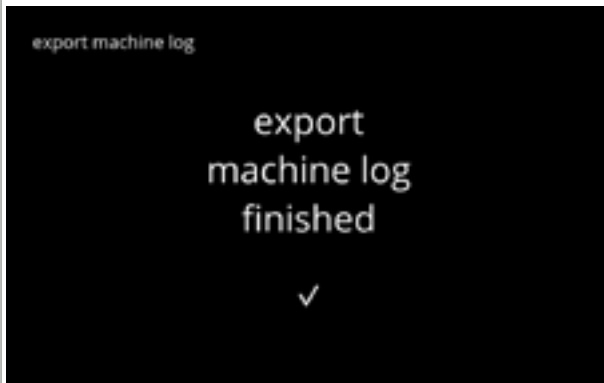 export machine log
export
machine log
finished
✓